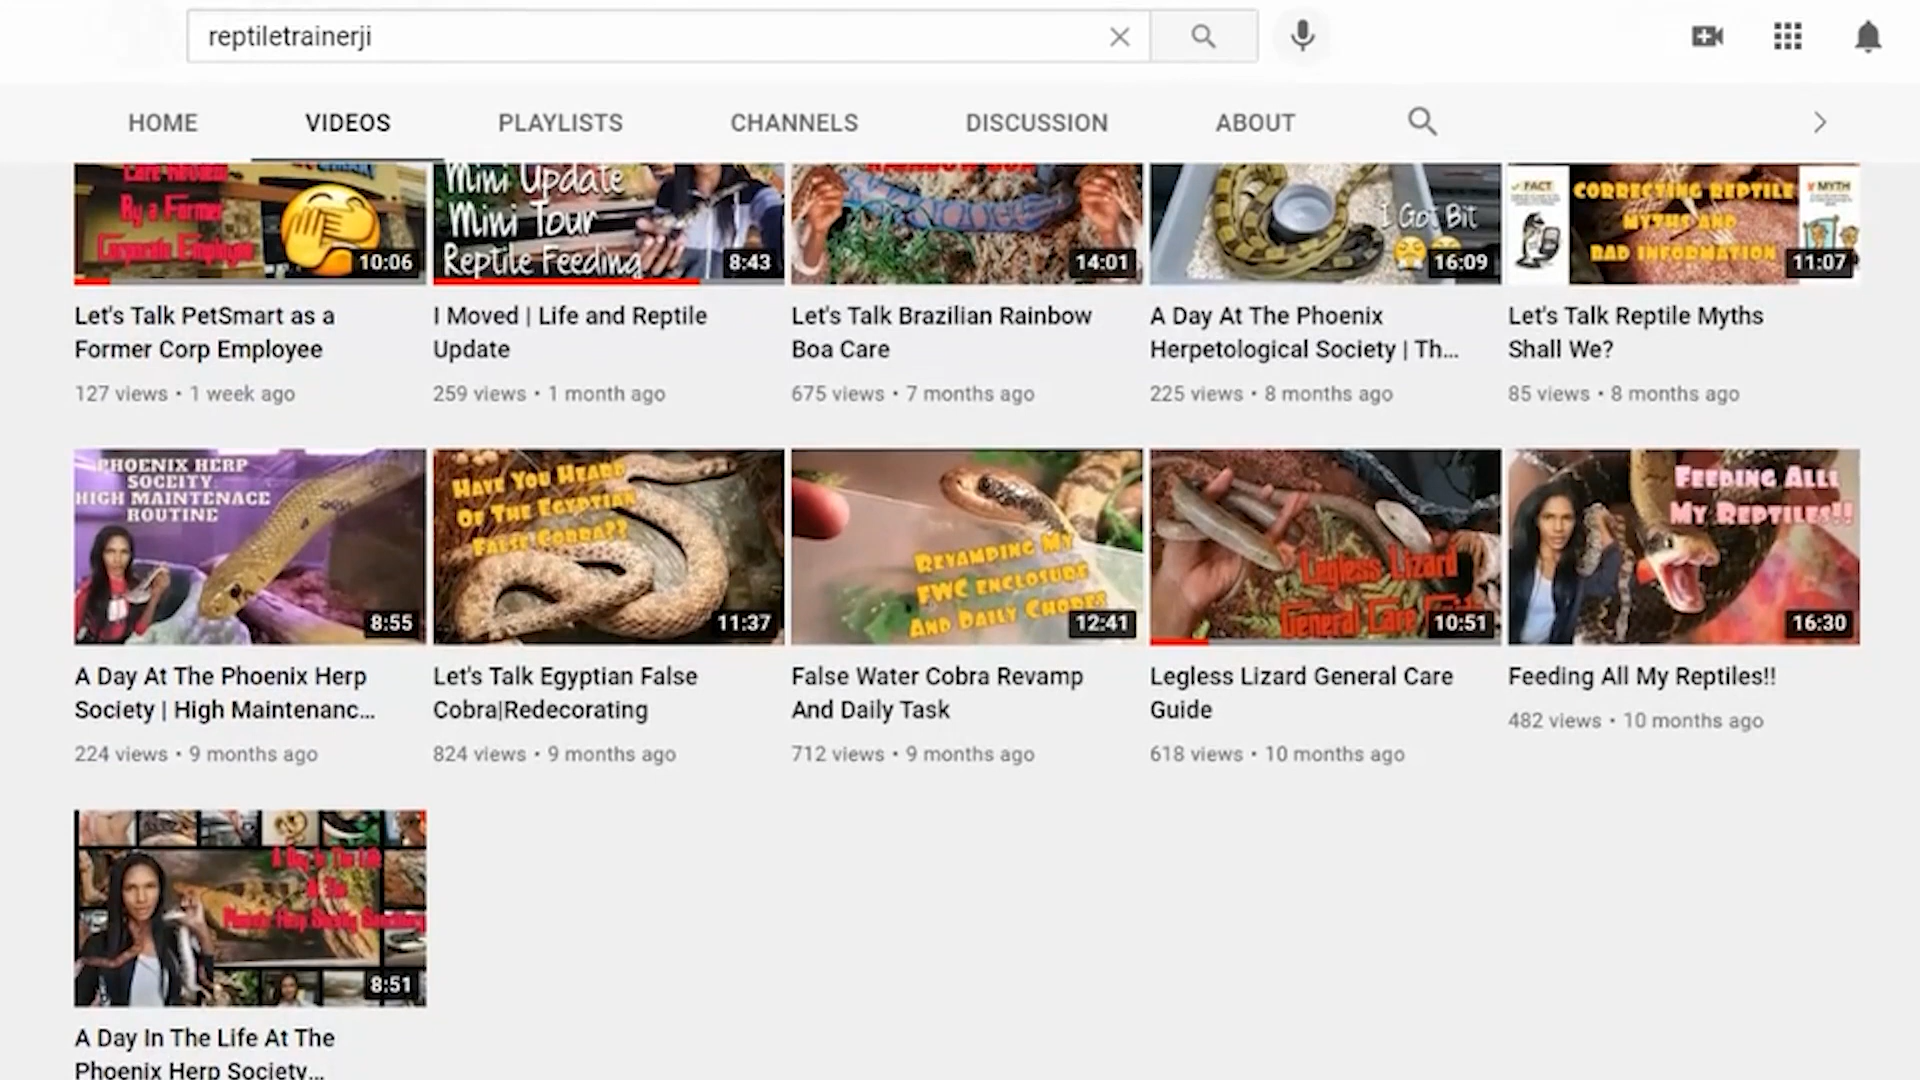 reptiletrainerji
HOME VIDEOS PLAYLISTS CHANNELS DISCUSSION ABOUT
Care Review
By a Former
Corporate Employee
10:06
Mini Update
Mini Tour
Reptile Feeding
8:43
14:01
I Got Bit
16:09
FACT
CORRECTING REPTILE
MYTHS AND
BAD INFORMATION
MYTH
11:07
Let's Talk PetSmart as a
Former Corp Employee
127 views • 1 week ago
I Moved | Life and Reptile
Update
259 views • 1 month ago
Let's Talk Brazilian Rainbow
Boa Care
675 views • 7 months ago
A Day At The Phoenix
Herpetological Society | Th...
225 views • 8 months ago
Let's Talk Reptile Myths
Shall We?
85 views • 8 months ago
PHOENIX HERP
SOCEITY
HIGH MAINTENACE
ROUTINE
8:55
HAVE YOU HEARD
OF THE EGYPTIAN
FALSE COBRA??
11:37
REVAMPING MY
FWC ENCLOSURE
AND DAILY CHORES
12:41
Legless Lizard
General Care
10:51
FEEDING ALLL
MY REPTILES!!
16:30
A Day At The Phoenix Herp
Society | High Maintenanc...
224 views • 9 months ago
Let's Talk Egyptian False
Cobra|Redecorating
824 views • 9 months ago
False Water Cobra Revamp
And Daily Task
712 views • 9 months ago
Legless Lizard General Care
Guide
618 views • 10 months ago
Feeding All My Reptiles!!
482 views • 10 months ago
A Day In The Life
8:51
A Day In The Life At The
Phoenix Herp Society...